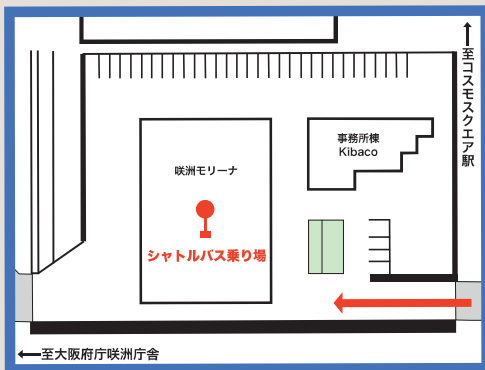 至コスモスクエア駅
事務所棟
Kibaco
咲洲モリーナ
シャトルバス乗り場
至大阪府庁咲洲庁舎